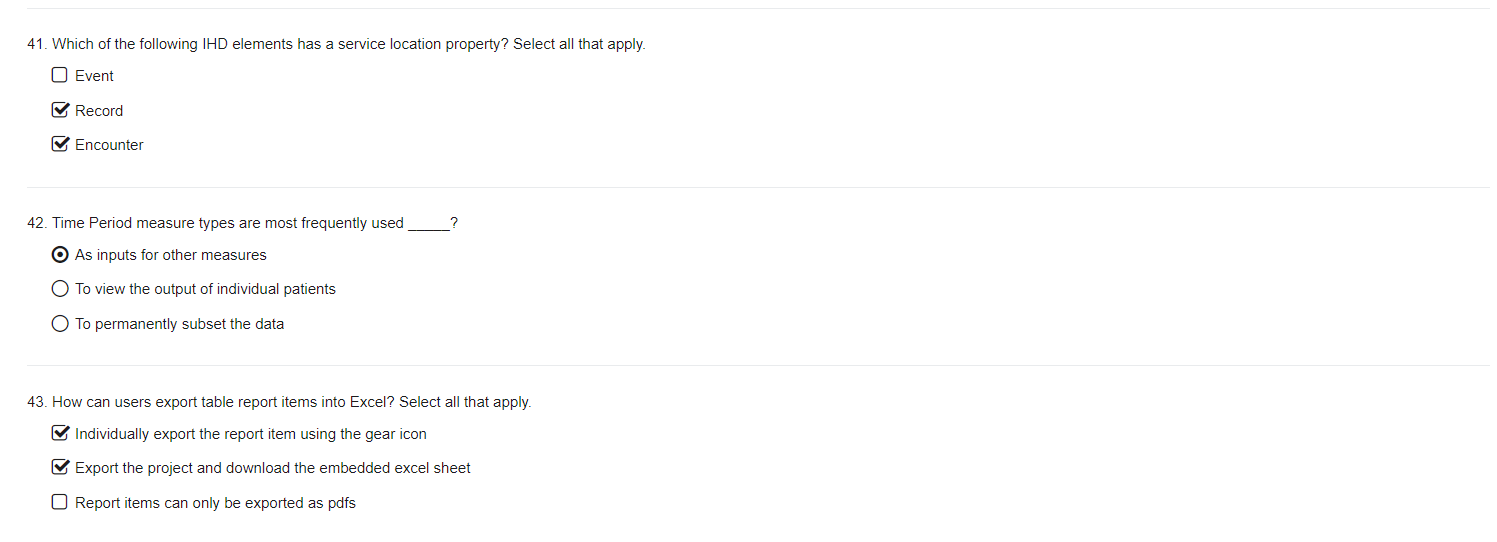 41. Which of the following IHD elements has a service location property? Select all that apply.
Event
Record
Encounter
42. Time Period measure types are most frequently used _____?
As inputs for other measures
To view the output of individual patients
To permanently subset the data
43. How can users export table report items into Excel? Select all that apply.
Individually export the report item using the gear icon
Export the project and download the embedded excel sheet
Report items can only be exported as pdfs